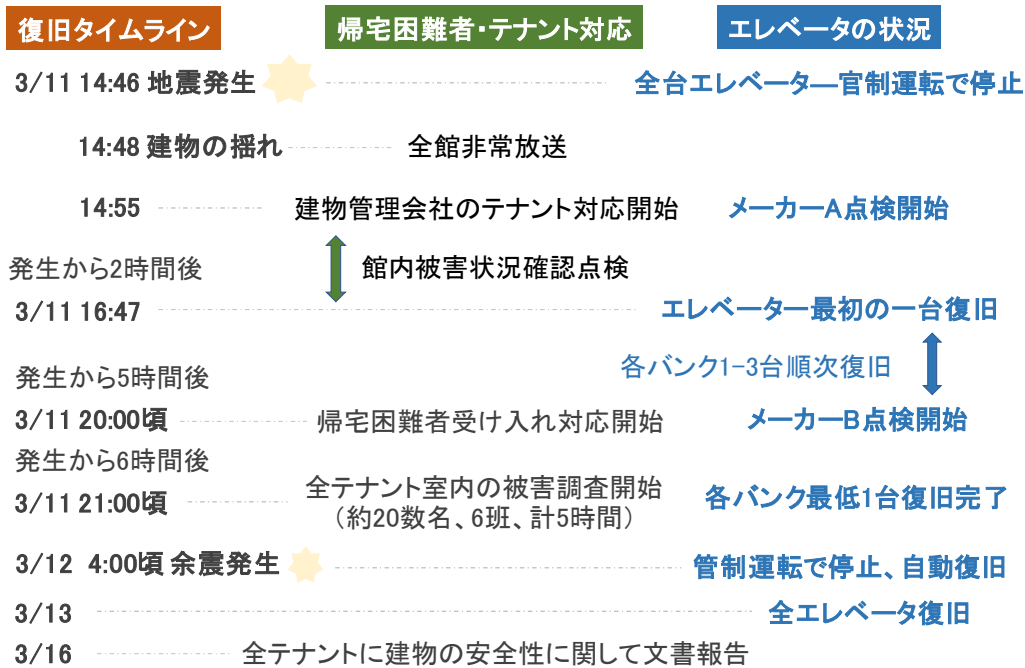 復旧タイムライン 帰宅困難者・テナント対応 エレベータの状況
3/11 14:46 地震発生 全台エレベーター官制運転で停止
14:48 建物の揺れ 全館非常放送
14:55 建物管理会社のテナント対応開始 メーカーA点検開始
発生から2時間後 館内被害状況確認点検
3/11 16:47 エレベーター最初の一台復旧
各バンク1-3台順次復旧
発生から5時間後
3/11 20:00頃 帰宅困難者受け入れ対応開始 メーカーB点検開始
発生から6時間後
3/11 21:00頃 全テナント室内の被害調査開始 各バンク最低1台復旧完了
(約20数名、6班、計5時間)
3/12 4:00頃 余震発生 管制運転で停止、自動復旧
3/13 全エレベータ復旧
3/16 全テナントに建物の安全性に関して文書報告